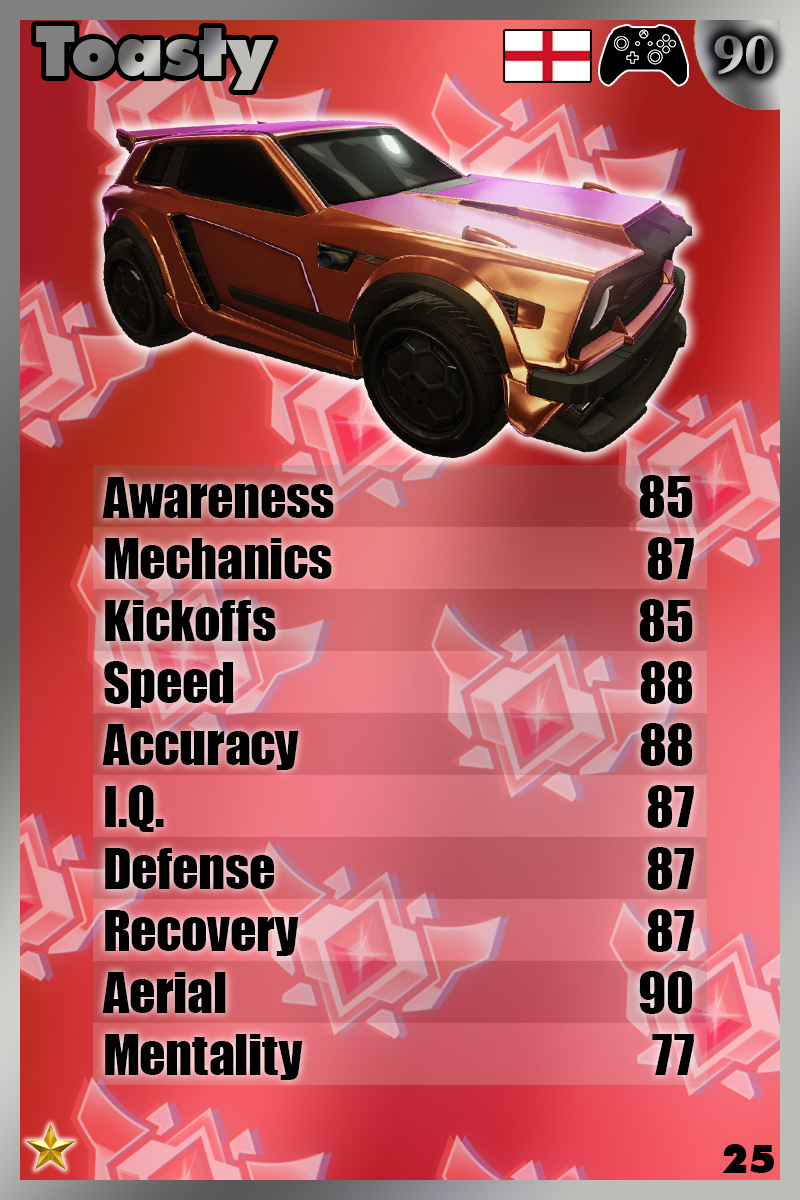 Toasty 90
Awareness 85
Mechanics 87
Kickoffs 85
Speed 88
Accuracy 88
I.Q. 87
Defense 87
Recovery 87
Aerial 90
Mentality 77
25